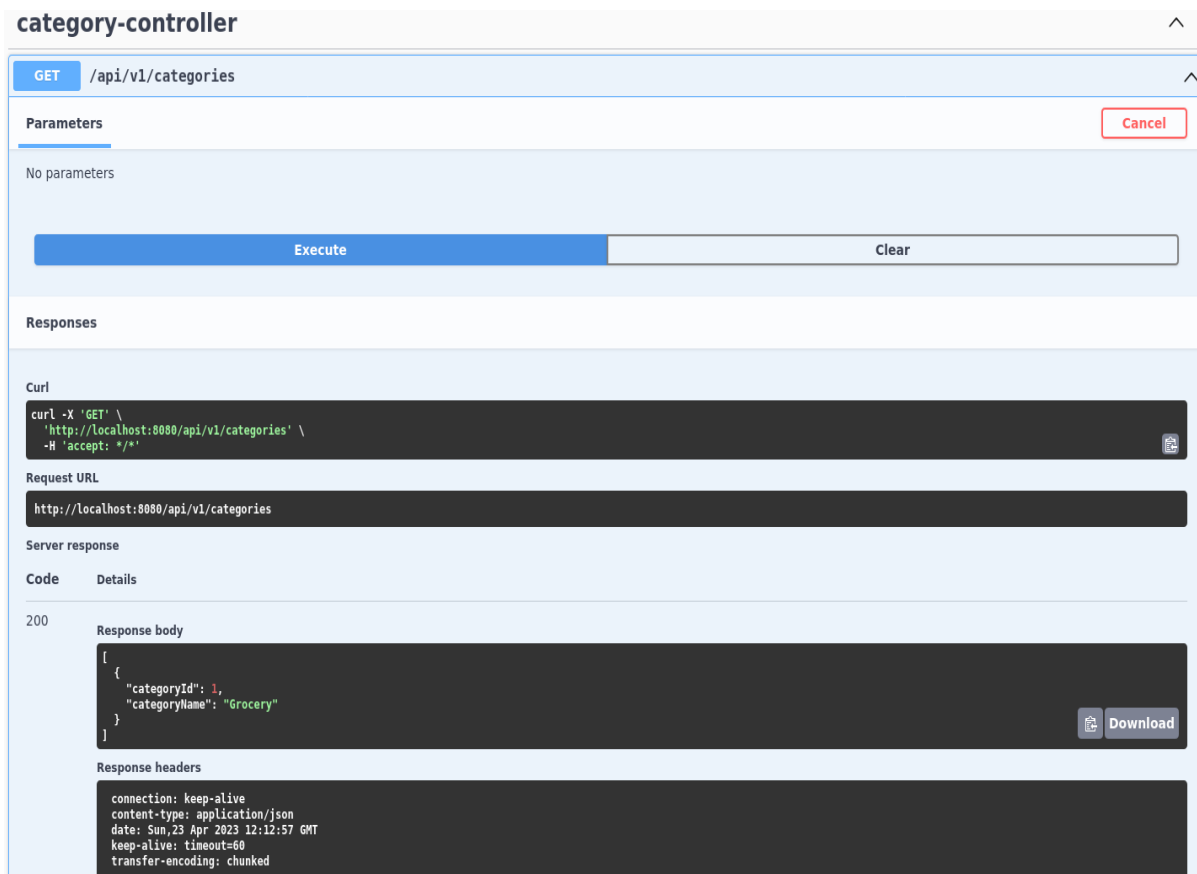 category-controller
GET /api/v1/categories
Parameters
Cancel
No parameters
Execute
Clear
Responses
Curl
curl -X 'GET' \
'http://localhost:8080/api/v1/categories' \
-H 'accept: */*'
Request URL
http://localhost:8080/api/v1/categories
Server response
Code Details
200
Response body
[
{
"categoryId": 1,
"categoryName": "Grocery"
}
]
Download
Response headers
connection: keep-alive
content-type: application/json
date: Sun,23 Apr 2023 12:12:57 GMT
keep-alive: timeout=60
transfer-encoding: chunked